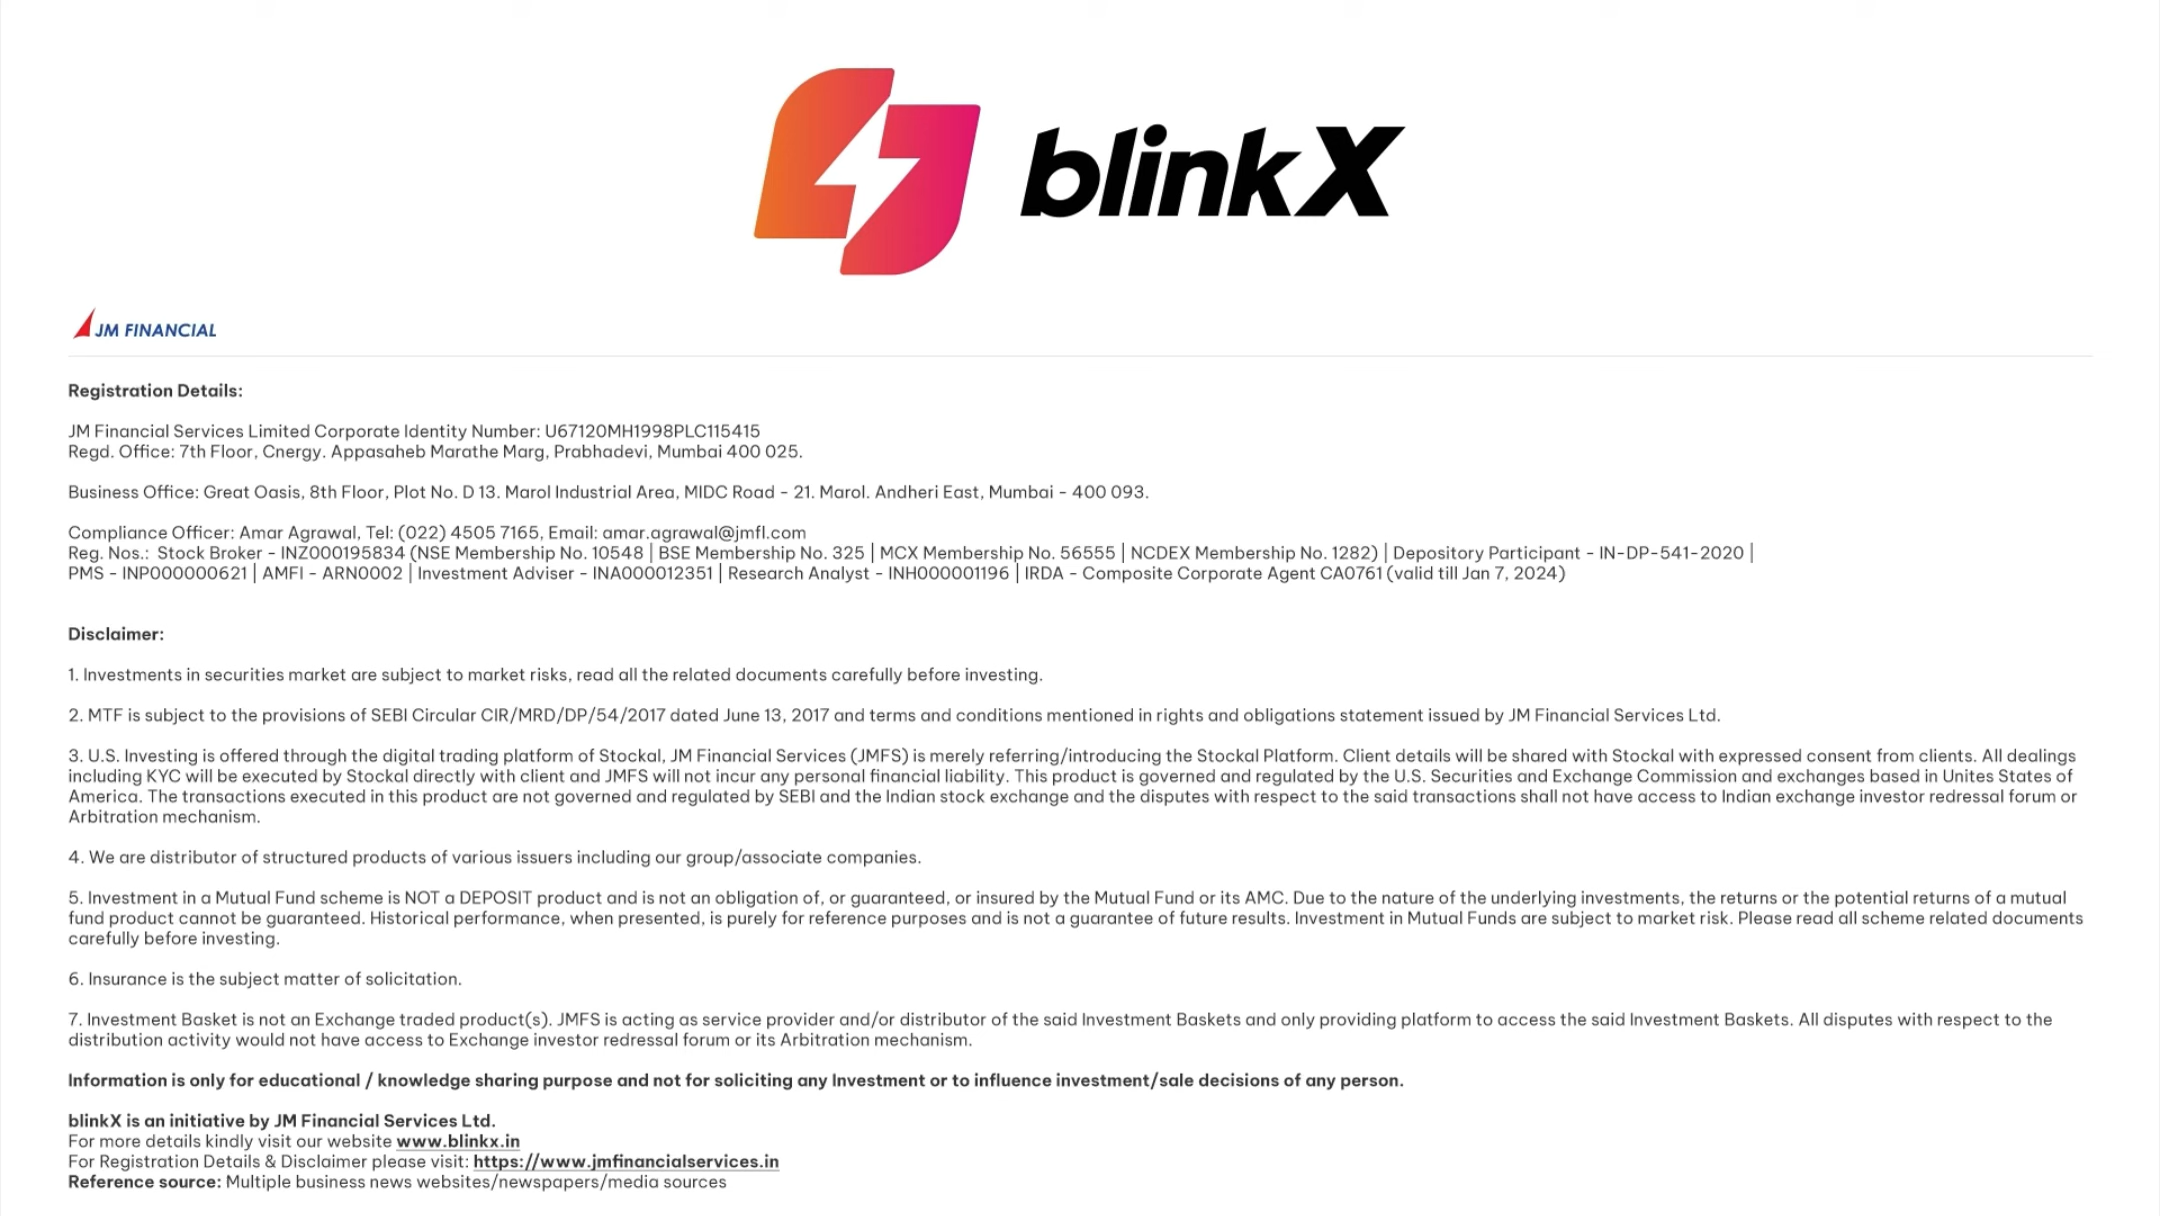 blinkX
JM FINANCIAL
Registration Details:
JM Financial Services Limited Corporate Identity Number: U67120MH1998PLC115415
Regd. Office: 7th Floor, Cnergy. Appasaheb Marathe Marg, Prabhadevi, Mumbai 400 025.
Business Office: Great Oasis, 8th Floor, Plot No. D 13. Marol Industrial Area, MIDC Road - 21. Marol. Andheri East, Mumbai - 400 093.
Compliance Officer: Amar Agrawal, Tel: (022) 4505 7165, Email: amar.agrawal@jmfl.com
Reg. Nos.: Stock Broker - INZ000195834 (NSE Membership No. 10548 | BSE Membership No. 325 | MCX Membership No. 56555 | NCDEX Membership No. 1282) | Depository Participant - IN-DP-541-2020 |
PMS - INP000000621 | AMFI - ARN0002 | Investment Adviser - INA000012351 | Research Analyst - INH000001196 | IRDA - Composite Corporate Agent CA0761 (valid till Jan 7, 2024)
Disclaimer:
1. Investments in securities market are subject to market risks, read all the related documents carefully before investing.
2. MTF is subject to the provisions of SEBI Circular CIR/MRD/DP/54/2017 dated June 13, 2017 and terms and conditions mentioned in rights and obligations statement issued by JM Financial Services Ltd.
3. U.S. Investing is offered through the digital trading platform of Stockal, JM Financial Services (JMFS) is merely referring/introducing the Stockal Platform. Client details will be shared with Stockal with expressed consent from clients. All dealings
including KYC will be executed by Stockal directly with client and JMFS will not incur any personal financial liability. This product is governed and regulated by the U.S. Securities and Exchange Commission and exchanges based in Unites States of
America. The transactions executed in this product are not governed and regulated by SEBI and the Indian stock exchange and the disputes with respect to the said transactions shall not have access to Indian exchange investor redressal forum or
Arbitration mechanism.
4. We are distributor of structured products of various issuers including our group/associate companies.
5. Investment in a Mutual Fund scheme is NOT a DEPOSIT product and is not an obligation of, or guaranteed, or insured by the Mutual Fund or its AMC. Due to the nature of the underlying investments, the returns or the potential returns of a mutual
fund product cannot be guaranteed. Historical performance, when presented, is purely for reference purposes and is not a guarantee of future results. Investment in Mutual Funds are subject to market risk. Please read all scheme related documents
carefully before investing.
6. Insurance is the subject matter of solicitation.
7. Investment Basket is not an Exchange traded product(s). JMFS is acting as service provider and/or distributor of the said Investment Baskets and only providing platform to access the said Investment Baskets. All disputes with respect to the
distribution activity would not have access to Exchange investor redressal forum or its Arbitration mechanism.
Information is only for educational / knowledge sharing purpose and not for soliciting any Investment or to influence investment/sale decisions of any person.
blinkX is an initiative by JM Financial Services Ltd.
For more details kindly visit our website www.blinkx.in
For Registration Details & Disclaimer please visit: https://www.jmfinancialservices.in
Reference source: Multiple business news websites/newspapers/media sources